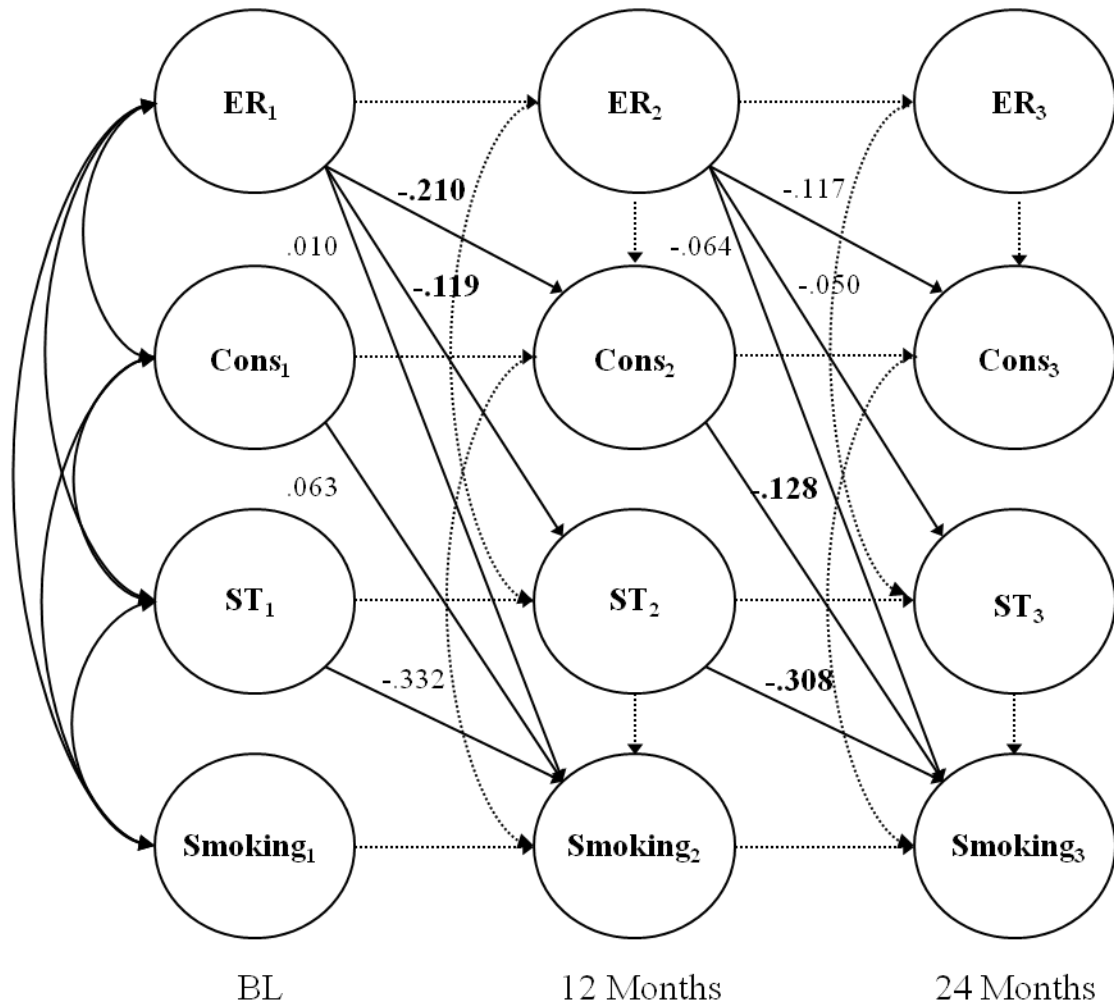 ER₁ ER₂ ER₃
-.210 -.117
.010 -.064
-.119 -.050
Cons₁ Cons₂ Cons₃
.063 -.128
ST₁ ST₂ ST₃
-.332 -.308
Smoking₁ Smoking₂ Smoking₃
BL 12 Months 24 Months